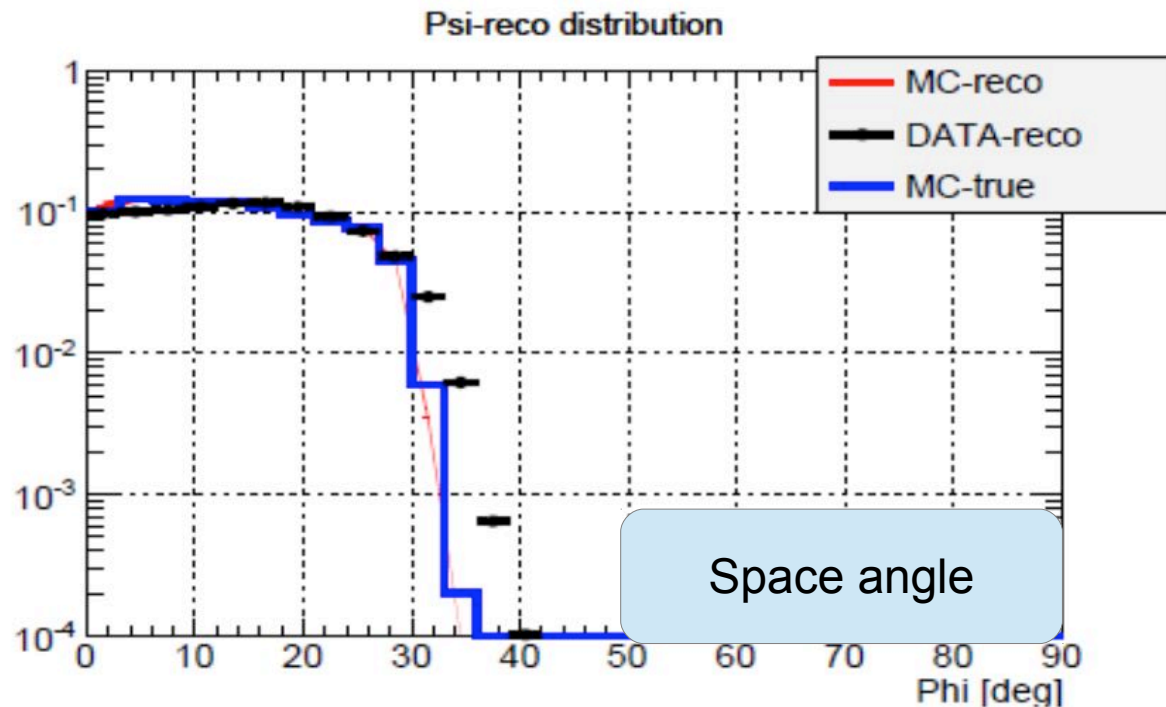 Psi-reco distribution
MC-reco
DATA-reco
MC-true
1
10⁻¹
10⁻²
10⁻³
10⁻⁴
Space angle
0 10 20 30 40 50 60 70 80 90
Phi [deg]